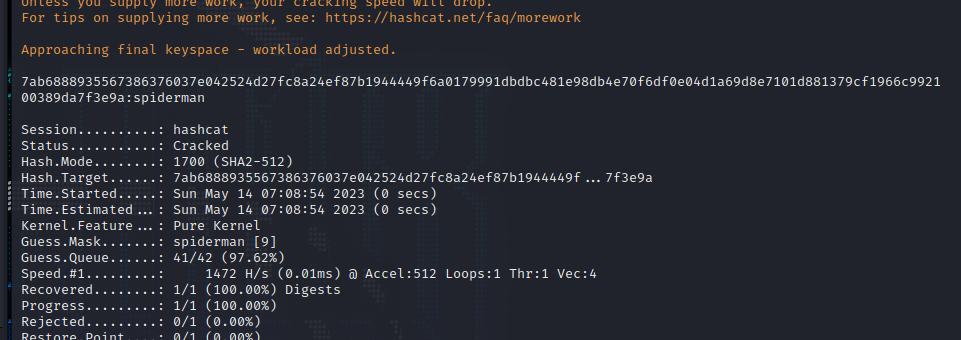 Unless you supply more work, your cracking speed will drop.
For tips on supplying more work, see: https://hashcat.net/faq/morework
Approaching final keyspace - workload adjusted.
7ab6888935567386376037e042524d27fc8a24ef87b1944449f6a0179991dbdbc481e98db4e70f6df0e04d1a69d8e7101d881379cf1966c9921
00389da7f3e9a:spiderman
Session..........: hashcat
Status...........: Cracked
Hash.Mode........: 1700 (SHA2-512)
Hash.Target......: 7ab6888935567386376037e042524d27fc8a24ef87b1944449f...7f3e9a
Time.Started.....: Sun May 14 07:08:54 2023 (0 secs)
Time.Estimated...: Sun May 14 07:08:54 2023 (0 secs)
Kernel.Feature...: Pure Kernel
Guess.Mask.......: spiderman [9]
Guess.Queue......: 41/42 (97.62%)
Speed.#1.........:     1472 H/s (0.01ms) @ Accel:512 Loops:1 Thr:1 Vec:4
Recovered........: 1/1 (100.00%) Digests
Progress.........: 1/1 (100.00%)
Rejected.........: 0/1 (0.00%)
Restore.Point....: 0/1 (0.00%)